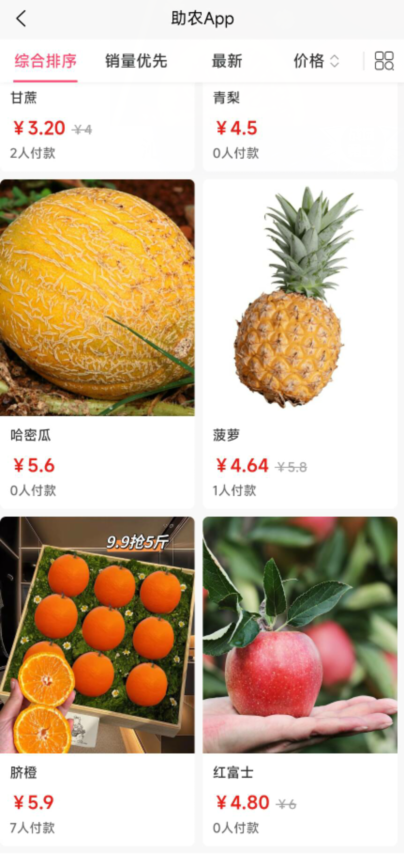 助农App
综合排序 销量优先 最新 价格
甘蔗
￥3.20 ￥4
2人付款
青梨
￥4.5
0人付款
哈密瓜
￥5.6
0人付款
菠萝
￥4.64 ￥5.8
1人付款
9.9抢5斤
脐橙
￥5.9
7人付款
红富士
￥4.80 ￥6
0人付款